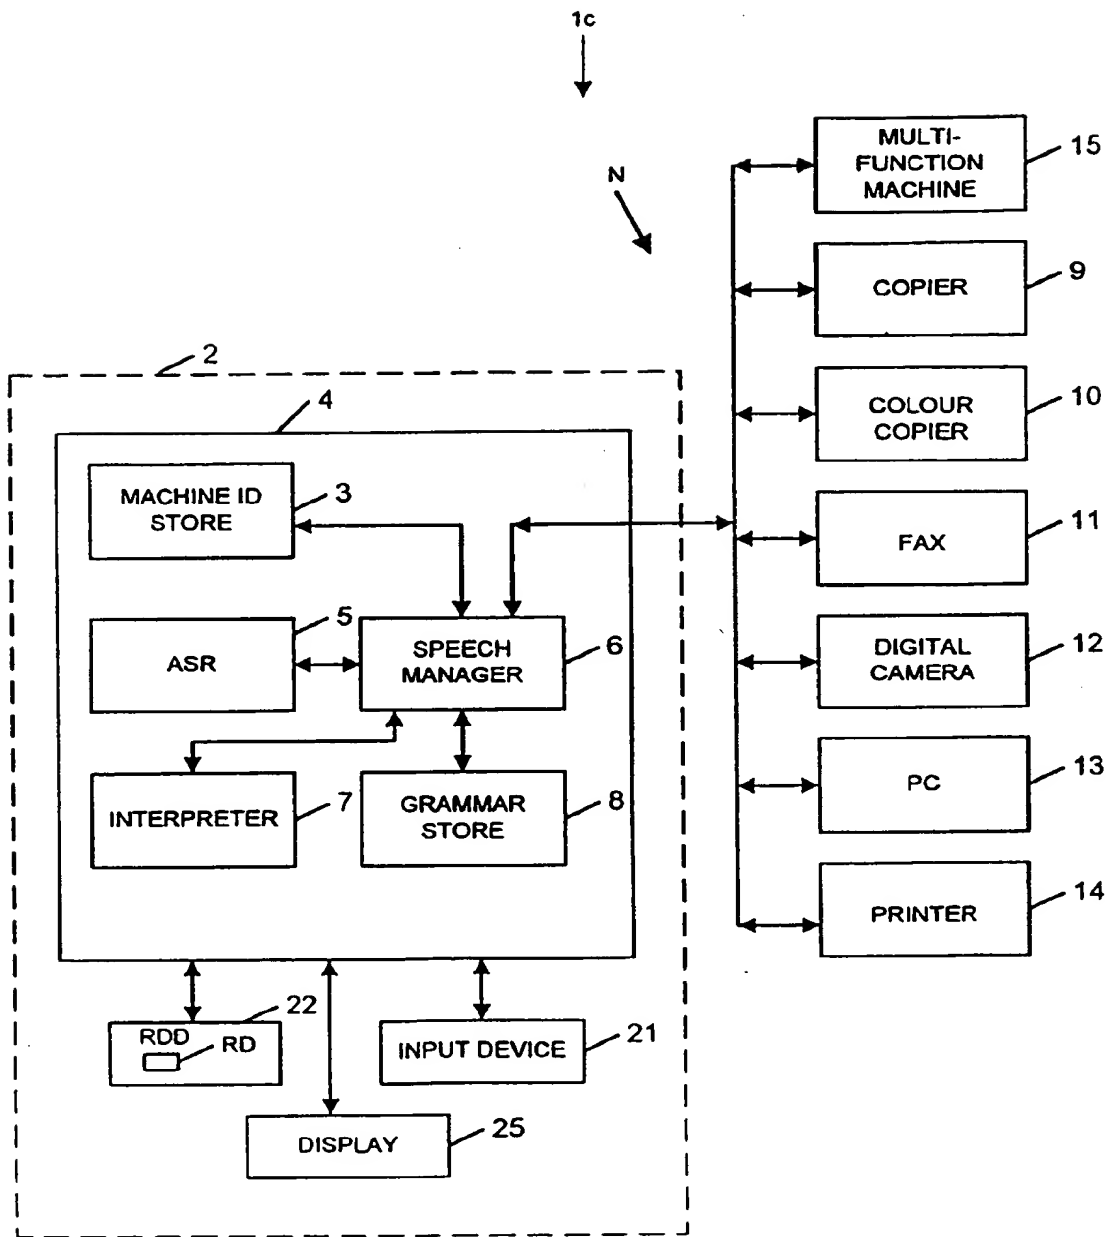 1c
N
MULTI-
FUNCTION
MACHINE
15
COPIER
9
COLOUR
COPIER
10
FAX
11
DIGITAL
CAMERA
12
PC
13
PRINTER
14
2
4
MACHINE ID
STORE
3
ASR
5
SPEECH
MANAGER
6
INTERPRETER
7
GRAMMAR
STORE
8
RDD
RD
22
INPUT DEVICE
21
DISPLAY
25